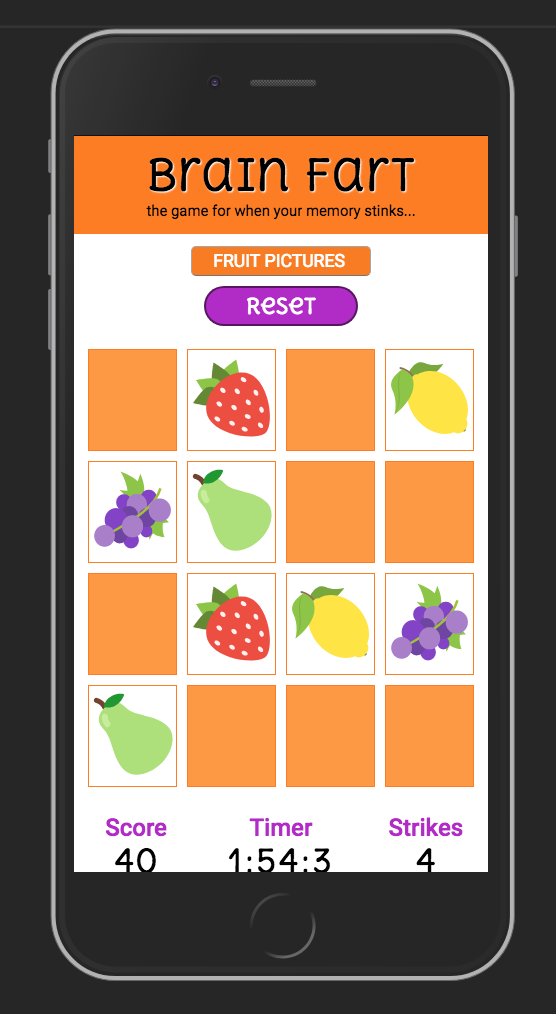 Brain Fart
the game for when your memory stinks...
FRUIT PICTURES
Reset
Score Timer Strikes
40 1:54:3 4